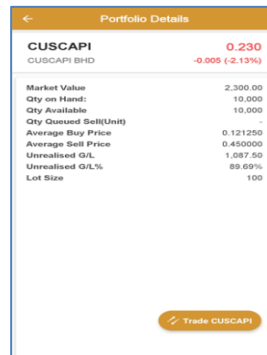 Portfolio Details
CUSCAPI 0.230
CUSCAPI BHD -0.005 (-2.13%)
Market Value 2,300.00
Qty on Hand: 10,000
Qty Available 10,000
Qty Queued Sell(Unit) -
Average Buy Price 0.121250
Average Sell Price 0.450000
Unrealised G/L 1,087.50
Unrealised G/L% 89.69%
Lot Size 100
Trade CUSCAPI